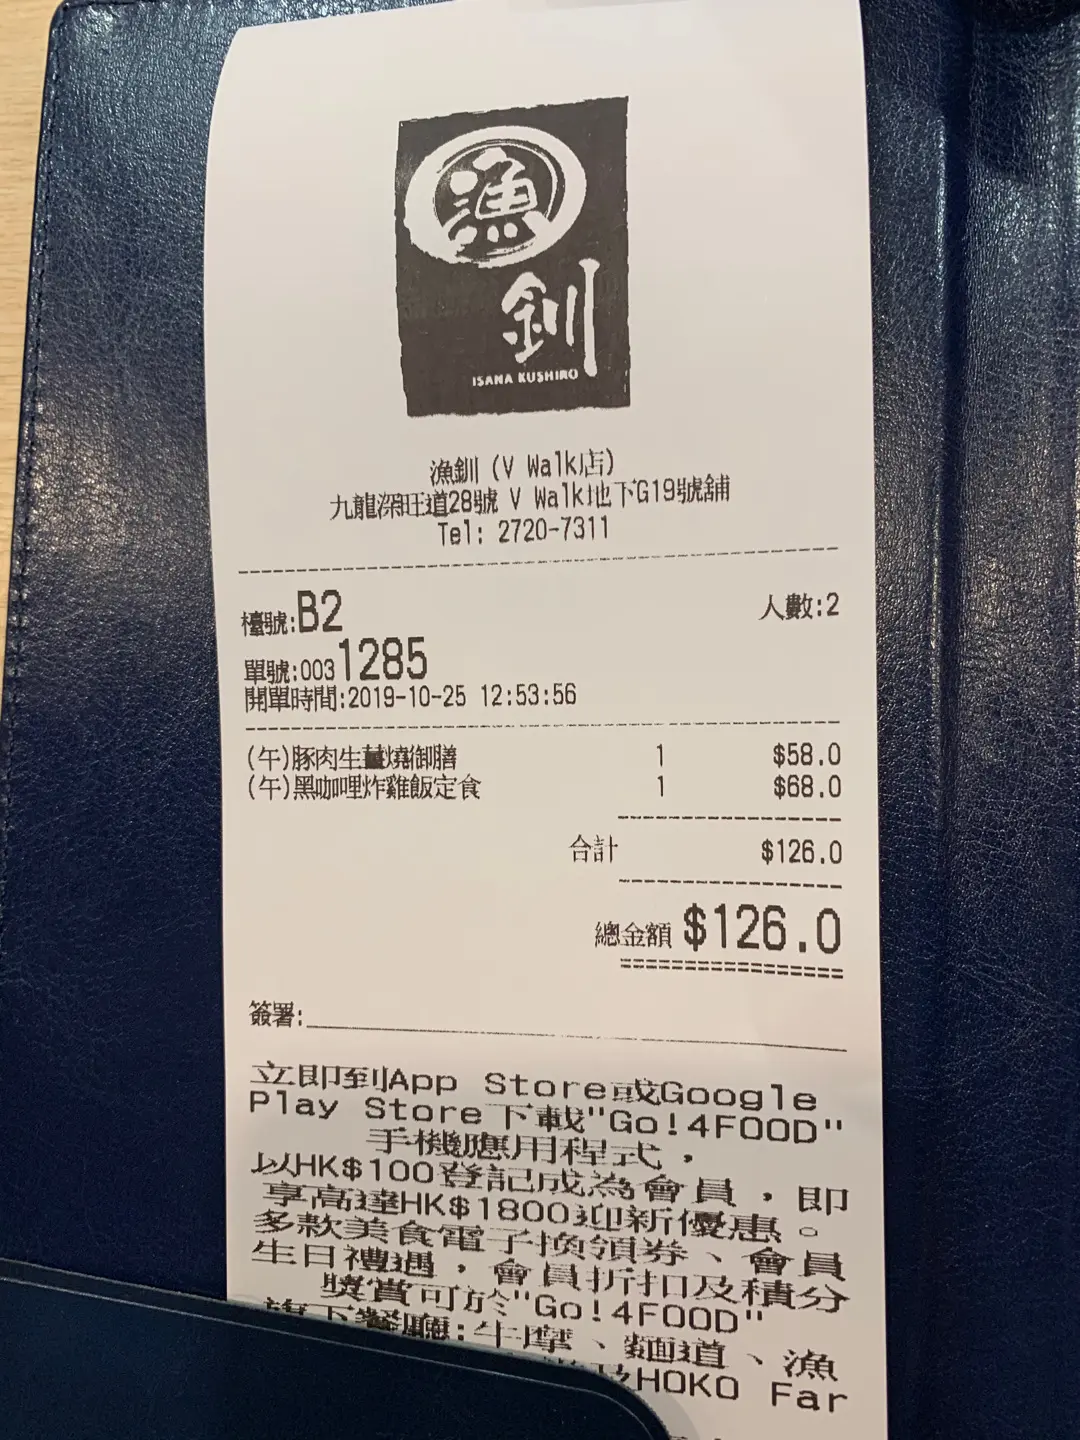 漁
釧
ISANA KUSHIRO
漁釧 (V Walk店)
九龍深旺道28號 V Walk地下G19號舖
Tel: 2720-7311
檯號:B2 人數:2
單號:0031285
開單時間:2019-10-25 12:53:56
(午)豚肉生薑燒御膳 1 $58.0
(午)黑咖哩炸雞飯定食 1 $68.0
合計 $126.0
總金額 $126.0
簽署:
立即到App Store或Google
Play Store下載"Go!4FOOD"
手機應用程式，
以HK$100登記成為會員，即
享高達HK$1800迎新優惠。
多款美食電子換領券、會員
生日禮遇，會員折扣及積分
獎賞可於"Go!4FOOD"
旗下餐廳:牛摩、麵道、漁
及HOKO Far